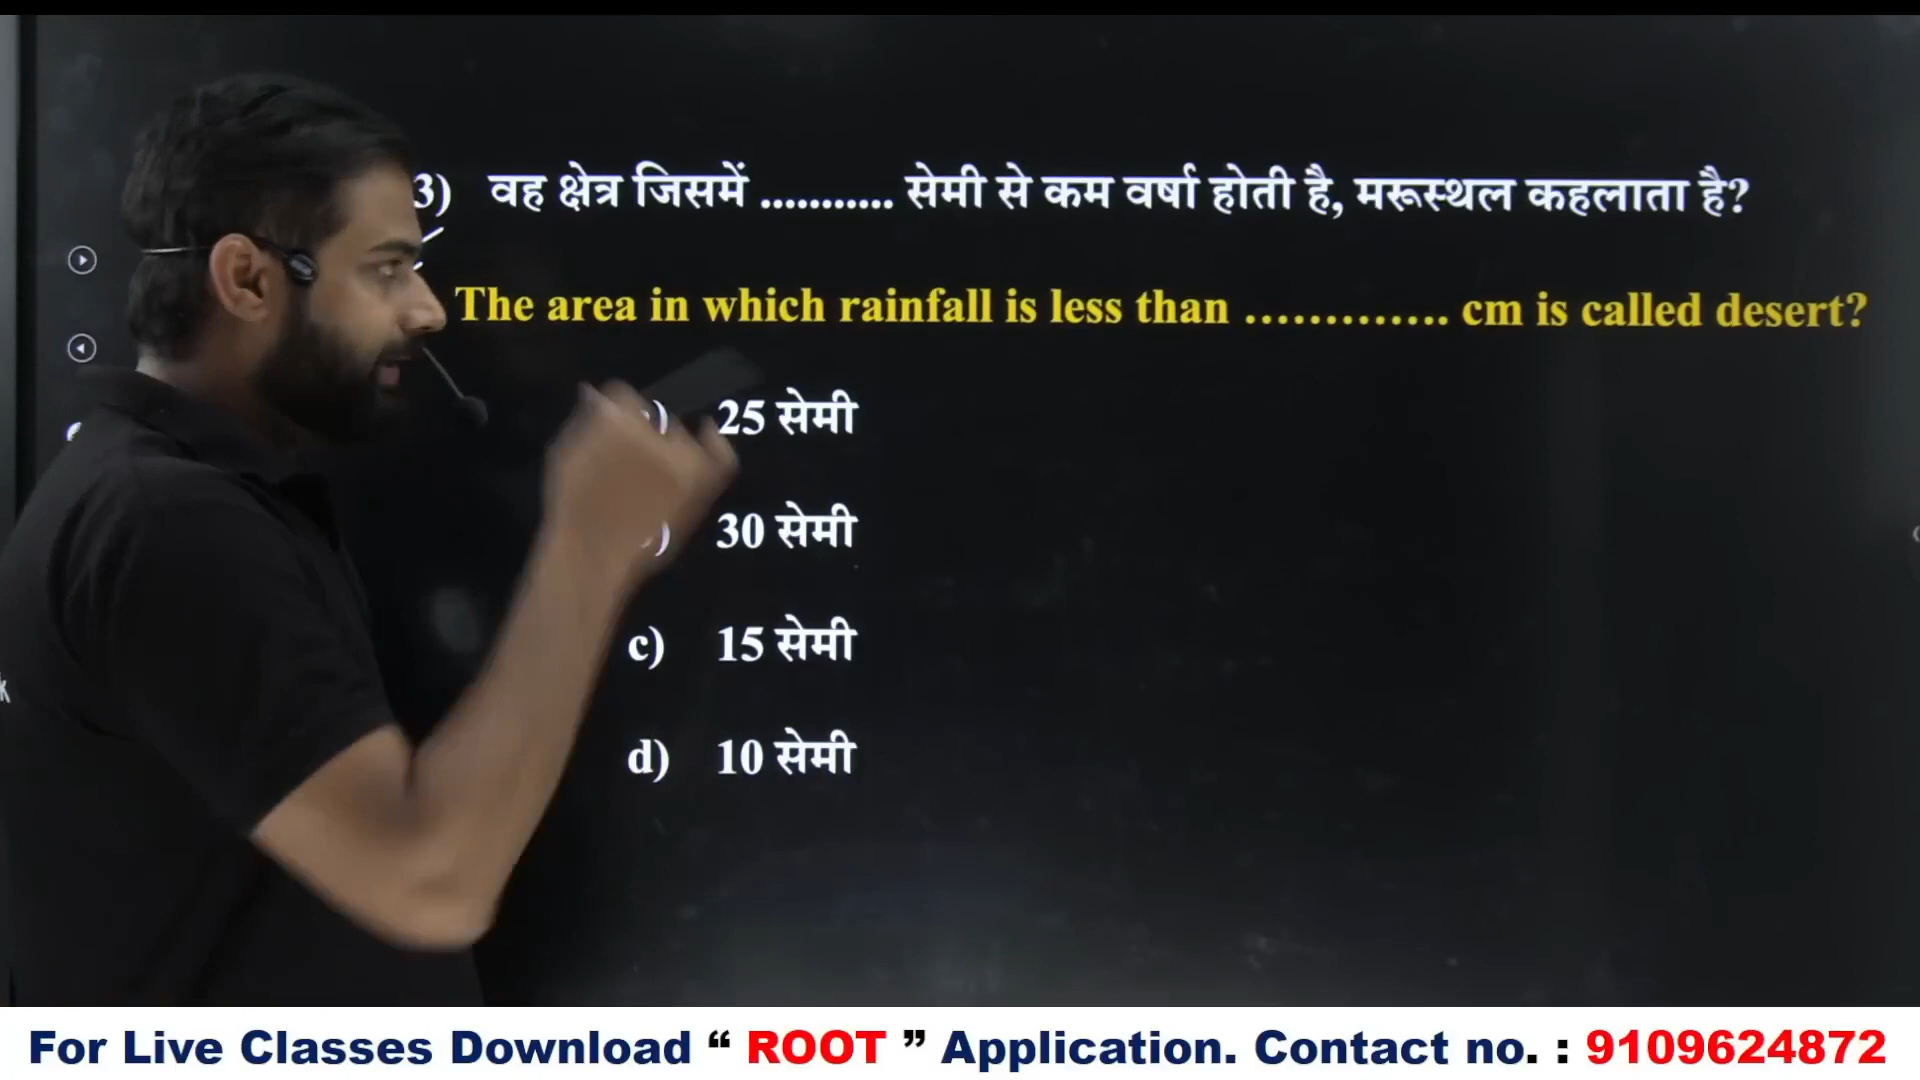 3) वह क्षेत्र जिसमें ........... सेमी से कम वर्षा होती है, मरूस्थल कहलाता है?
The area in which rainfall is less than ............. cm is called desert?
25 सेमी
30 सेमी
c) 15 सेमी
d) 10 सेमी
For Live Classes Download “ ROOT ” Application. Contact no. : 9109624872